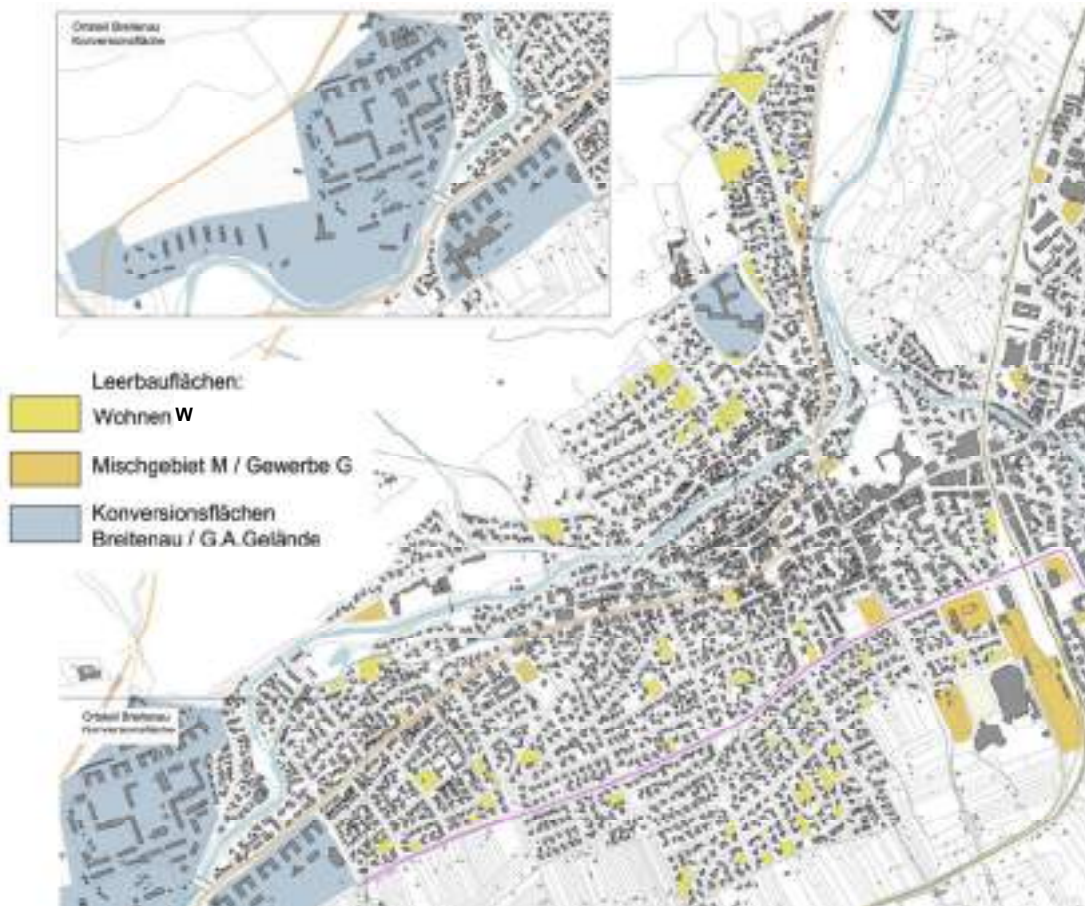 Ortsteil Breitenau
Konversionsfläche
Leerbauflächen:
Wohnen W
Mischgebiet M / Gewerbe G
Konversionsflächen
Breitenau / G.A.Gelände
Ortsteil Breitenau
Konversionsfläche